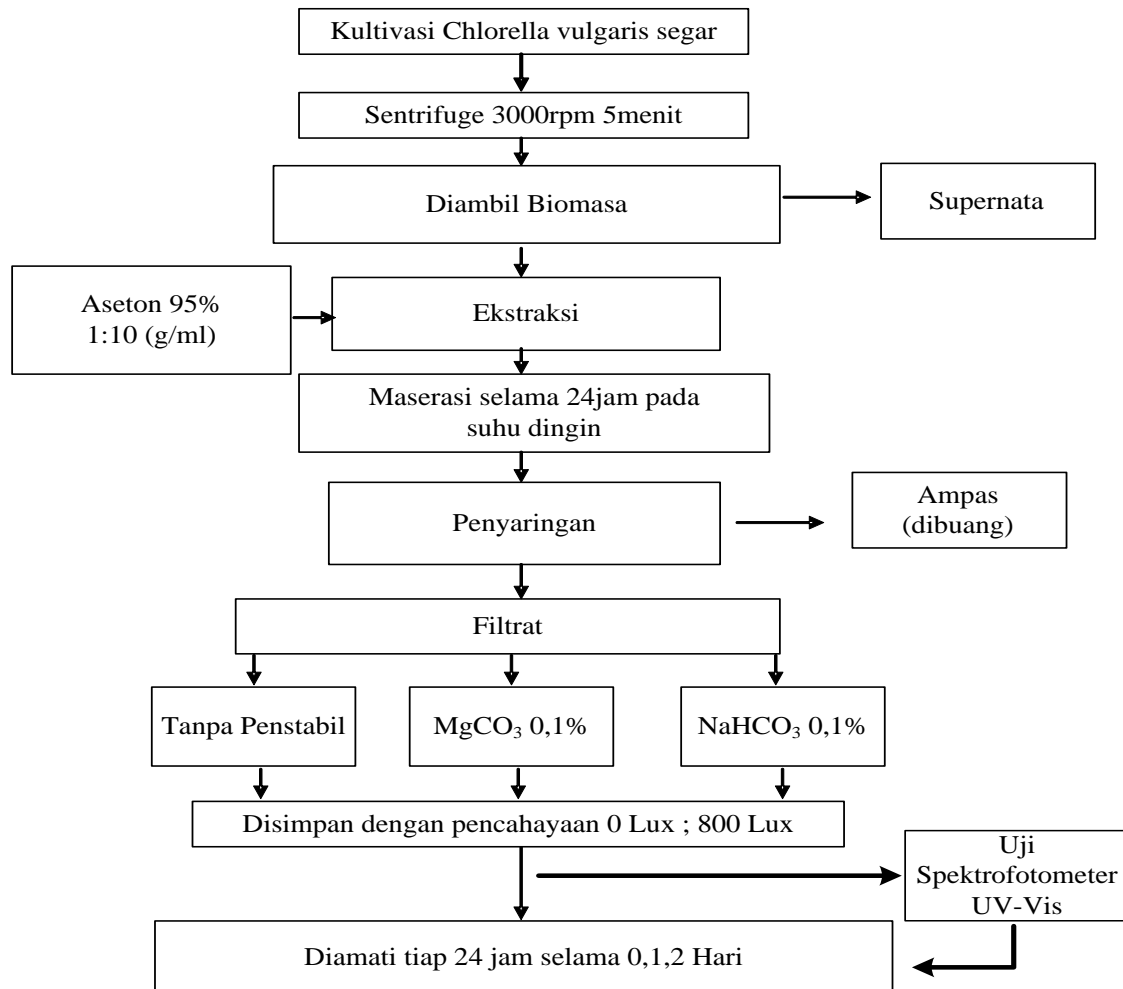 Kultivasi Chlorella vulgaris segar
Sentrifuge 3000rpm 5menit
Diambil Biomasa
Supernata
Aseton 95%
1:10 (g/ml)
Ekstraksi
Maserasi selama 24jam pada
suhu dingin
Penyaringan
Ampas
(dibuang)
Filtrat
Tanpa Penstabil
MgCO₃ 0,1%
NaHCO₃ 0,1%
Disimpan dengan pencahayaan 0 Lux ; 800 Lux
Uji
Spektrofotometer
UV-Vis
Diamati tiap 24 jam selama 0,1,2 Hari